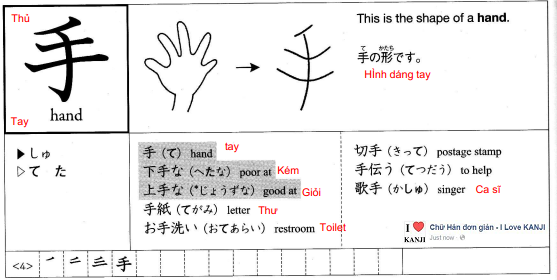 Thủ
手
Tay
hand
This is the shape of a hand.
て かたち
手の形です。
Hình dáng tay
▶しゅ
▷て た
手（て）hand tay
下手な（へたな）poor at Kém
上手な（*じょうずな）good at Giỏi
手紙（てがみ）letter Thư
お手洗い（おてあらい）restroom Toilet
切手（きって）postage stamp
手伝う（てつだう）to help
歌手（かしゅ）singer Ca sĩ
I ❤ KANJI
Chữ Hán đơn giản - I Love KANJI
Just now
<4> 手